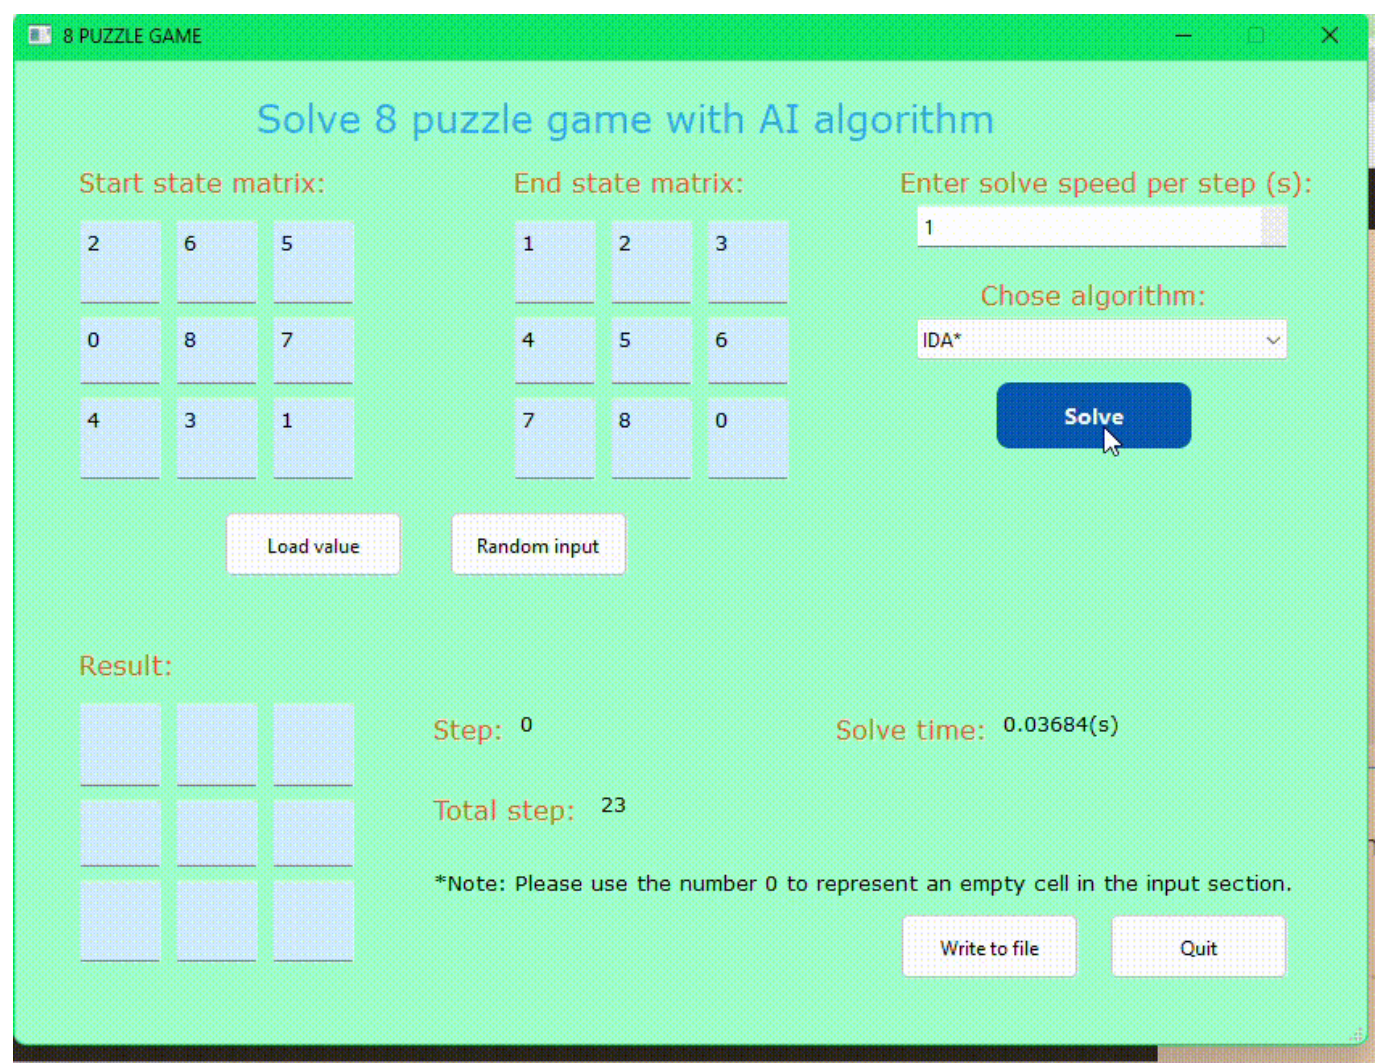 8 PUZZLE GAME
Solve 8 puzzle game with AI algorithm
Start state matrix: End state matrix: Enter solve speed per step (s):
1
2 6 5 1 2 3
Chose algorithm:
0 8 7 4 5 6 IDA*
4 3 1 7 8 0 Solve
Load value Random input
Result:
Step: 0 Solve time: 0.03684(s)
Total step: 23
*Note: Please use the number 0 to represent an empty cell in the input section.
Write to file Quit